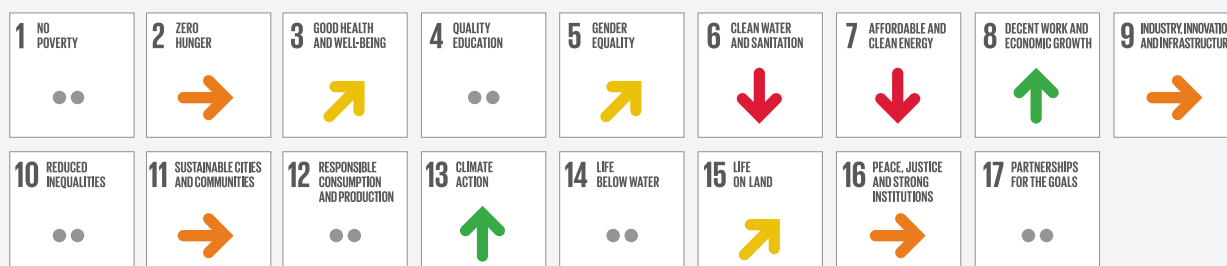 1 NO
POVERTY
2 ZERO
HUNGER
3 GOOD HEALTH
AND WELL-BEING
4 QUALITY
EDUCATION
5 GENDER
EQUALITY
6 CLEAN WATER
AND SANITATION
7 AFFORDABLE AND
CLEAN ENERGY
8 DECENT WORK AND
ECONOMIC GROWTH
9 INDUSTRY, INNOVATIO
AND INFRASTRUCTUR
10 REDUCED
INEQUALITIES
11 SUSTAINABLE CITIES
AND COMMUNITIES
12 RESPONSIBLE
CONSUMPTION
AND PRODUCTION
13 CLIMATE
ACTION
14 LIFE
BELOW WATER
15 LIFE
ON LAND
16 PEACE, JUSTICE
AND STRONG
INSTITUTIONS
17 PARTNERSHIPS
FOR THE GOALS